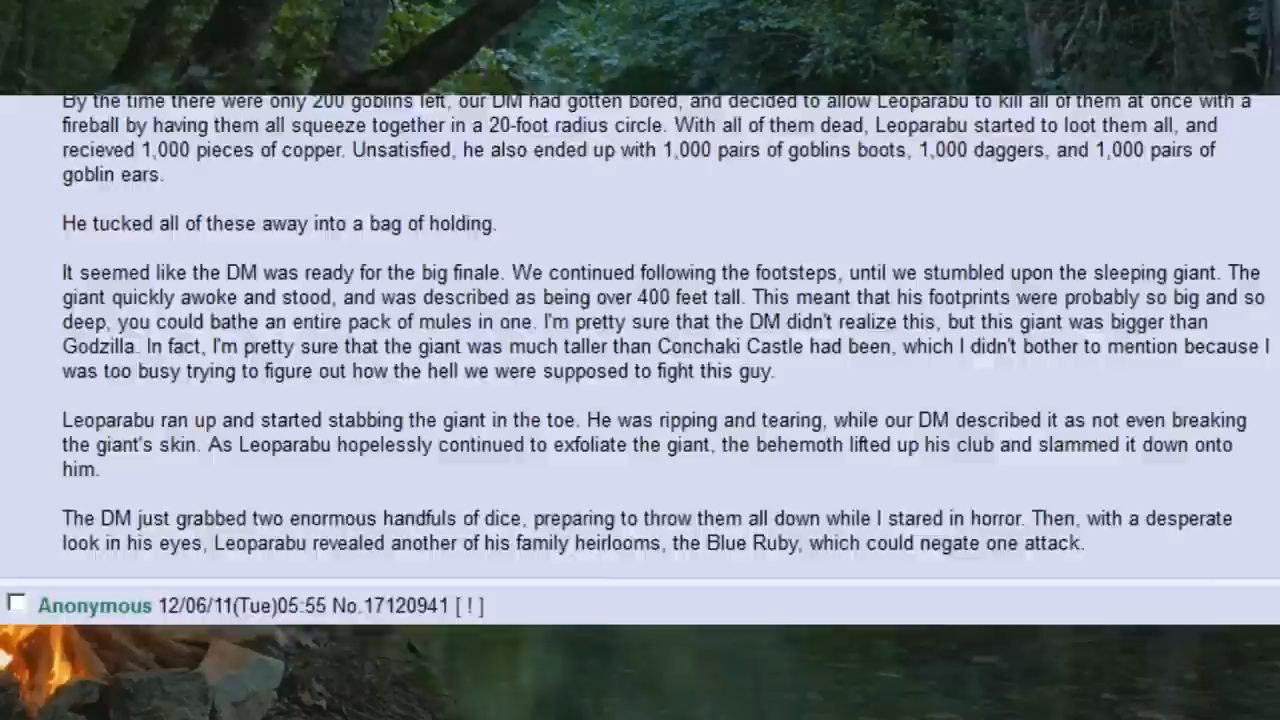 By the time there were only 200 goblins left, our DM had gotten bored, and decided to allow Leoparabu to kill all of them at once with a
fireball by having them all squeeze together in a 20-foot radius circle. With all of them dead, Leoparabu started to loot them all, and
recieved 1,000 pieces of copper. Unsatisfied, he also ended up with 1,000 pairs of goblins boots, 1,000 daggers, and 1,000 pairs of
goblin ears.
He tucked all of these away into a bag of holding.
It seemed like the DM was ready for the big finale. We continued following the footsteps, until we stumbled upon the sleeping giant. The
giant quickly awoke and stood, and was described as being over 400 feet tall. This meant that his footprints were probably so big and so
deep, you could bathe an entire pack of mules in one. I'm pretty sure that the DM didn't realize this, but this giant was bigger than
Godzilla. In fact, I'm pretty sure that the giant was much taller than Conchaki Castle had been, which I didn't bother to mention because I
was too busy trying to figure out how the hell we were supposed to fight this guy.
Leoparabu ran up and started stabbing the giant in the toe. He was ripping and tearing, while our DM described it as not even breaking
the giant's skin. As Leoparabu hopelessly continued to exfoliate the giant, the behemoth lifted up his club and slammed it down onto
him.
The DM just grabbed two enormous handfuls of dice, preparing to throw them all down while I stared in horror. Then, with a desperate
look in his eyes, Leoparabu revealed another of his family heirlooms, the Blue Ruby, which could negate one attack.
Anonymous 12/06/11(Tue)05:55 No.17120941 [ ! ]